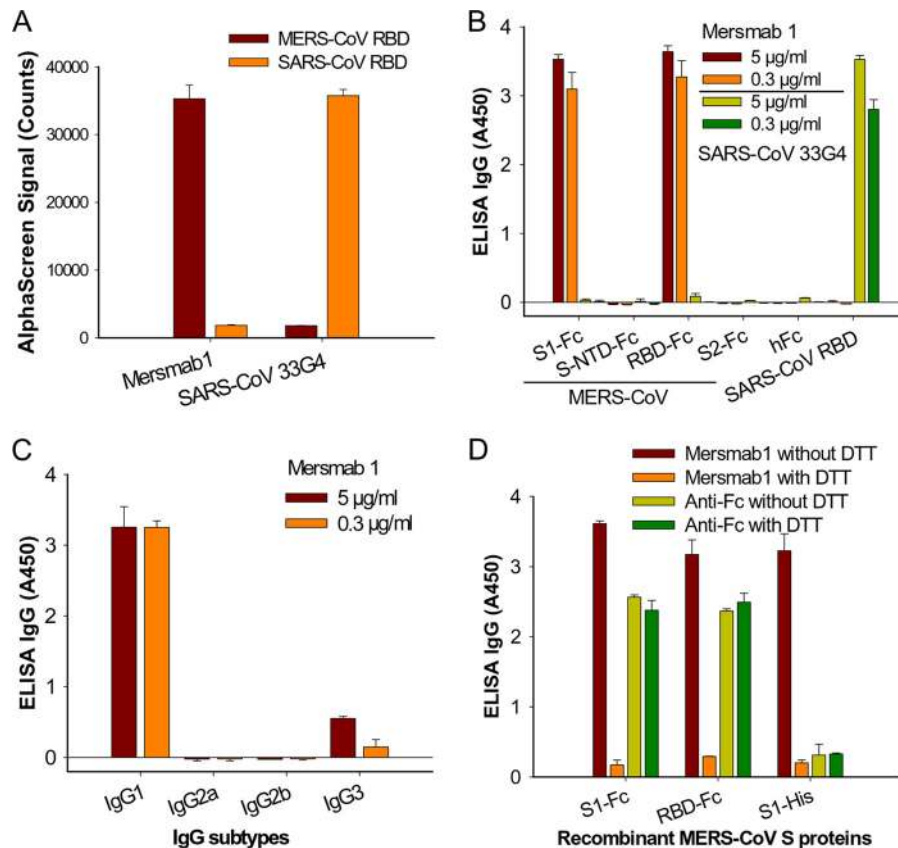 A
MERS-CoV RBD
SARS-CoV RBD
AlphaScreen Signal (Counts)
40000
30000
20000
10000
0
Mersmab1
SARS-CoV 33G4
B
Mersmab 1
5 µg/ml
0.3 µg/ml
5 µg/ml
0.3 µg/ml
SARS-CoV 33G4
ELISA IgG (A450)
4
3
2
1
0
S1-Fc
S-NTD-Fc
RBD-Fc
S2-Fc
hFc
SARS-CoV RBD
MERS-CoV
C
Mersmab 1
5 µg/ml
0.3 µg/ml
ELISA IgG (A450)
4
3
2
1
0
IgG1
IgG2a
IgG2b
IgG3
IgG subtypes
D
Mersmab1 without DTT
Mersmab1 with DTT
Anti-Fc without DTT
Anti-Fc with DTT
ELISA IgG (A450)
4
3
2
1
0
S1-Fc
RBD-Fc
S1-His
Recombinant MERS-CoV S proteins